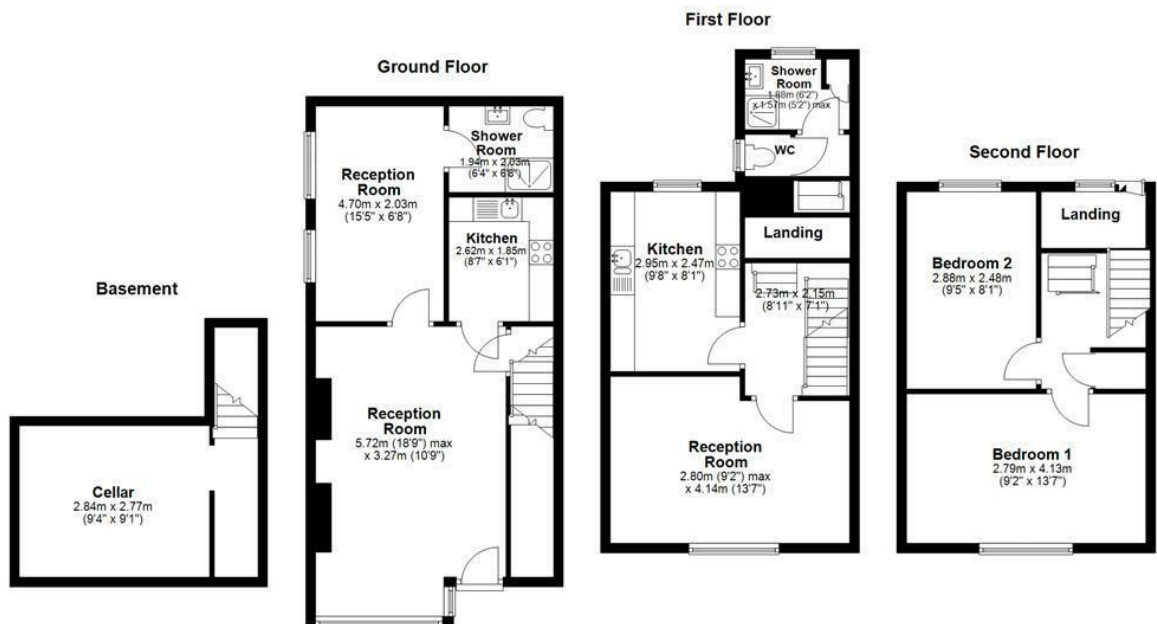 First Floor
Ground Floor
Second Floor
Basement
Shower
Room
1.88m (6'2")
x 1.57m (5'2") max
WC
Shower
Room
1.94m x 2.03m
(6'4" x 6'8")
Reception
Room
4.70m x 2.03m
(15'5" x 6'8")
Kitchen
2.62m x 1.85m
(8'7" x 6'1")
Reception
Room
5.72m (18'9") max
x 3.27m (10'9")
Cellar
2.84m x 2.77m
(9'4" x 9'1")
Landing
Kitchen
2.95m x 2.47m
(9'8" x 8'1")
2.73m x 2.15m
(8'11" x 7'1")
Reception
Room
2.80m (9'2") max
x 4.14m (13'7")
Landing
Bedroom 2
2.88m x 2.48m
(9'5" x 8'1")
Bedroom 1
2.79m x 4.13m
(9'2" x 13'7")